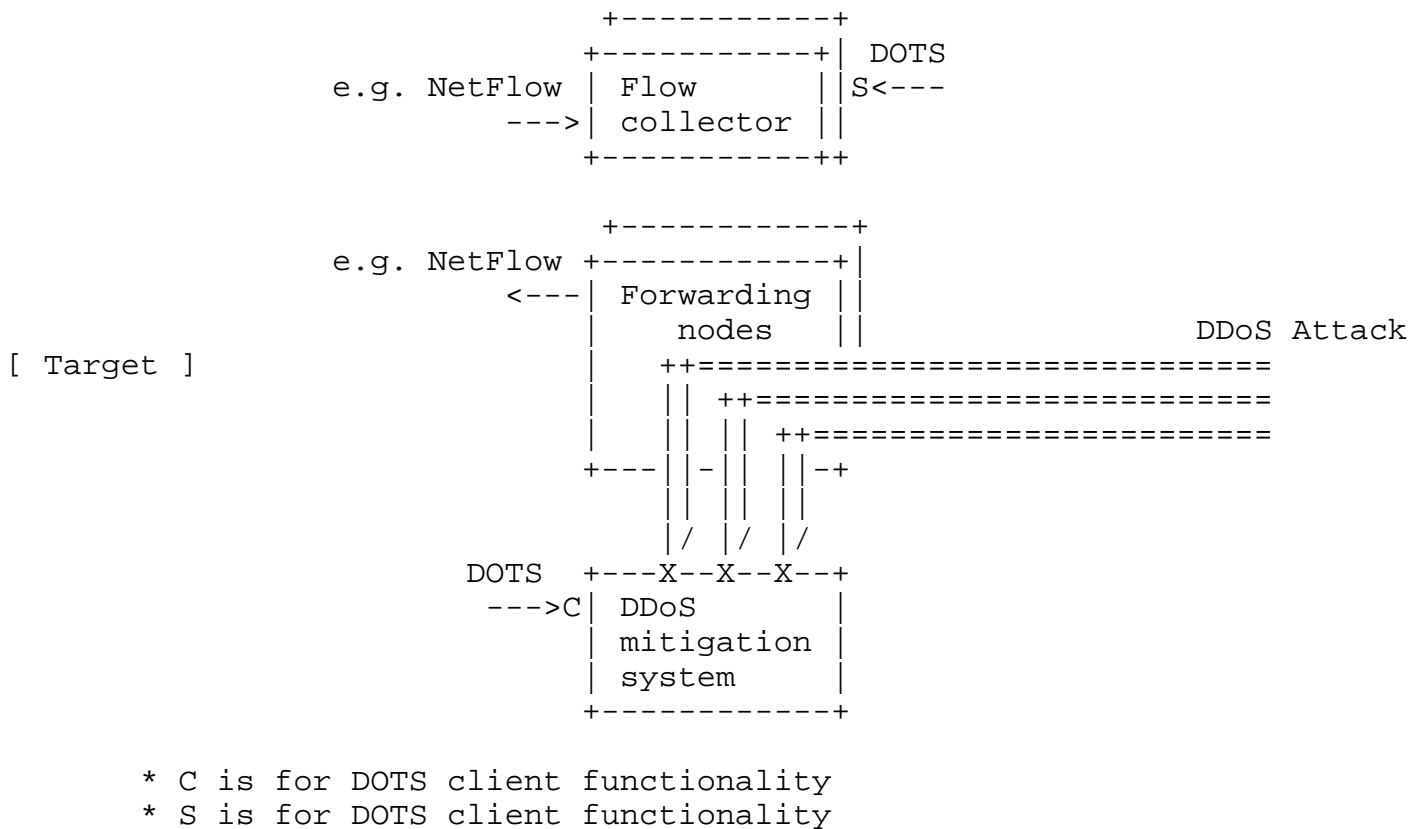 +-----------+
+-----------+| DOTS
e.g. NetFlow | Flow ||S<---
--->| collector ||
+-----------++
+------------+
e.g. NetFlow +------------+|
<---| Forwarding ||
| nodes || DDoS Attack
[ Target ] | ++==============================
| || ++===========================
| || || ++========================
+---||-|| ||-+
|| || ||
|/ |/ |/
DOTS +---X--X--X--+
--->C| DDoS |
| mitigation |
| system |
+------------+
* C is for DOTS client functionality
* S is for DOTS client functionality